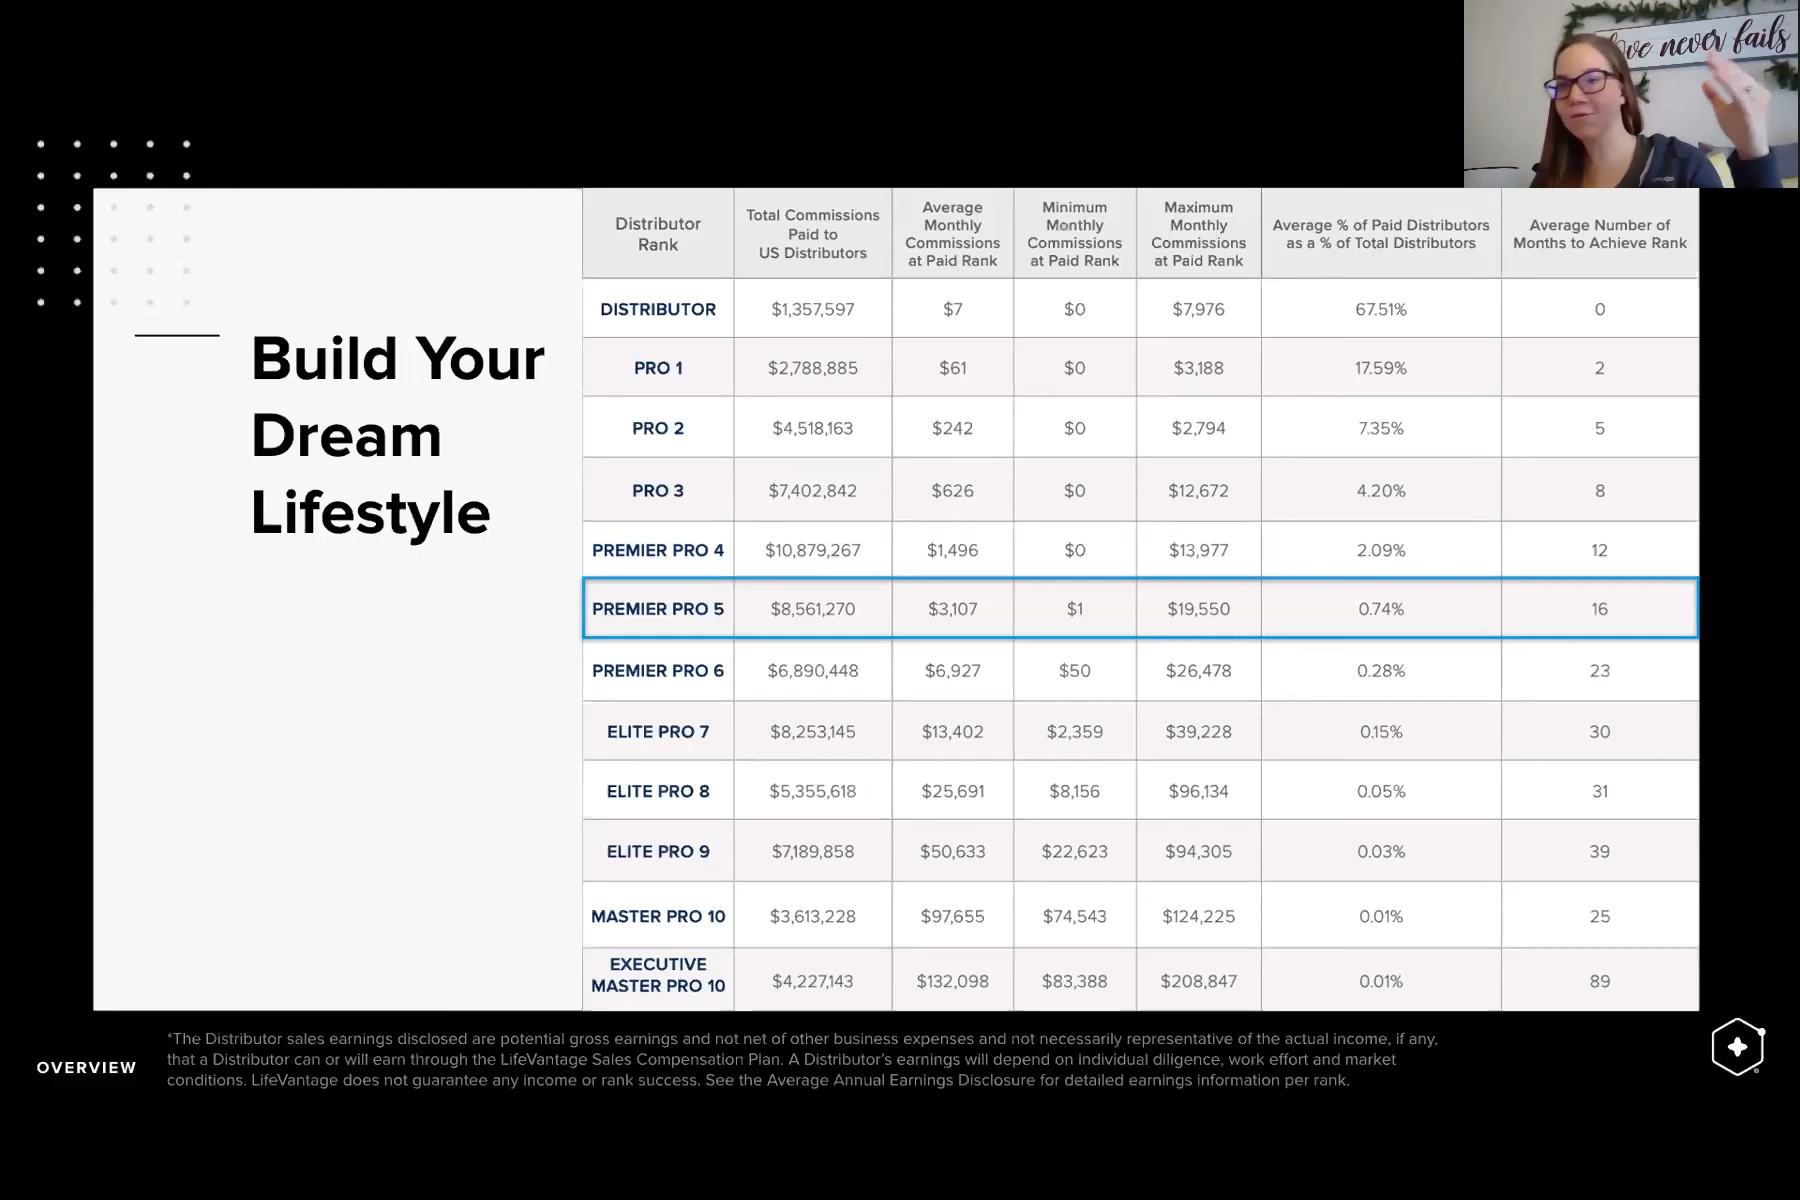 ve never fails
Build Your
Dream
Lifestyle
Distributor
Rank
Total Commissions
Paid to
US Distributors
Average
Monthly
Commissions
at Paid Rank
Minimum
Monthly
Commissions
at Paid Rank
Maximum
Monthly
Commissions
at Paid Rank
Average % of Paid Distributors
as a % of Total Distributors
Average Number of
Months to Achieve Rank
DISTRIBUTOR $1,357,597 $7 $0 $7,976 67.51% 0
PRO 1 $2,788,885 $61 $0 $3,188 17.59% 2
PRO 2 $4,518,163 $242 $0 $2,794 7.35% 5
PRO 3 $7,402,842 $626 $0 $12,672 4.20% 8
PREMIER PRO 4 $10,879,267 $1,496 $0 $13,977 2.09% 12
PREMIER PRO 5 $8,561,270 $3,107 $1 $19,550 0.74% 16
PREMIER PRO 6 $6,890,448 $6,927 $50 $26,478 0.28% 23
ELITE PRO 7 $8,253,145 $13,402 $2,359 $39,228 0.15% 30
ELITE PRO 8 $5,355,618 $25,691 $8,156 $96,134 0.05% 31
ELITE PRO 9 $7,189,858 $50,633 $22,623 $94,305 0.03% 39
MASTER PRO 10 $3,613,228 $97,655 $74,543 $124,225 0.01% 25
EXECUTIVE
MASTER PRO 10 $4,227,143 $132,098 $83,388 $208,847 0.01% 89
OVERVIEW
*The Distributor sales earnings disclosed are potential gross earnings and not net of other business expenses and not necessarily representative of the actual income, if any,
that a Distributor can or will earn through the LifeVantage Sales Compensation Plan. A Distributor's earnings will depend on individual diligence, work effort and market
conditions. LifeVantage does not guarantee any income or rank success. See the Average Annual Earnings Disclosure for detailed earnings information per rank.